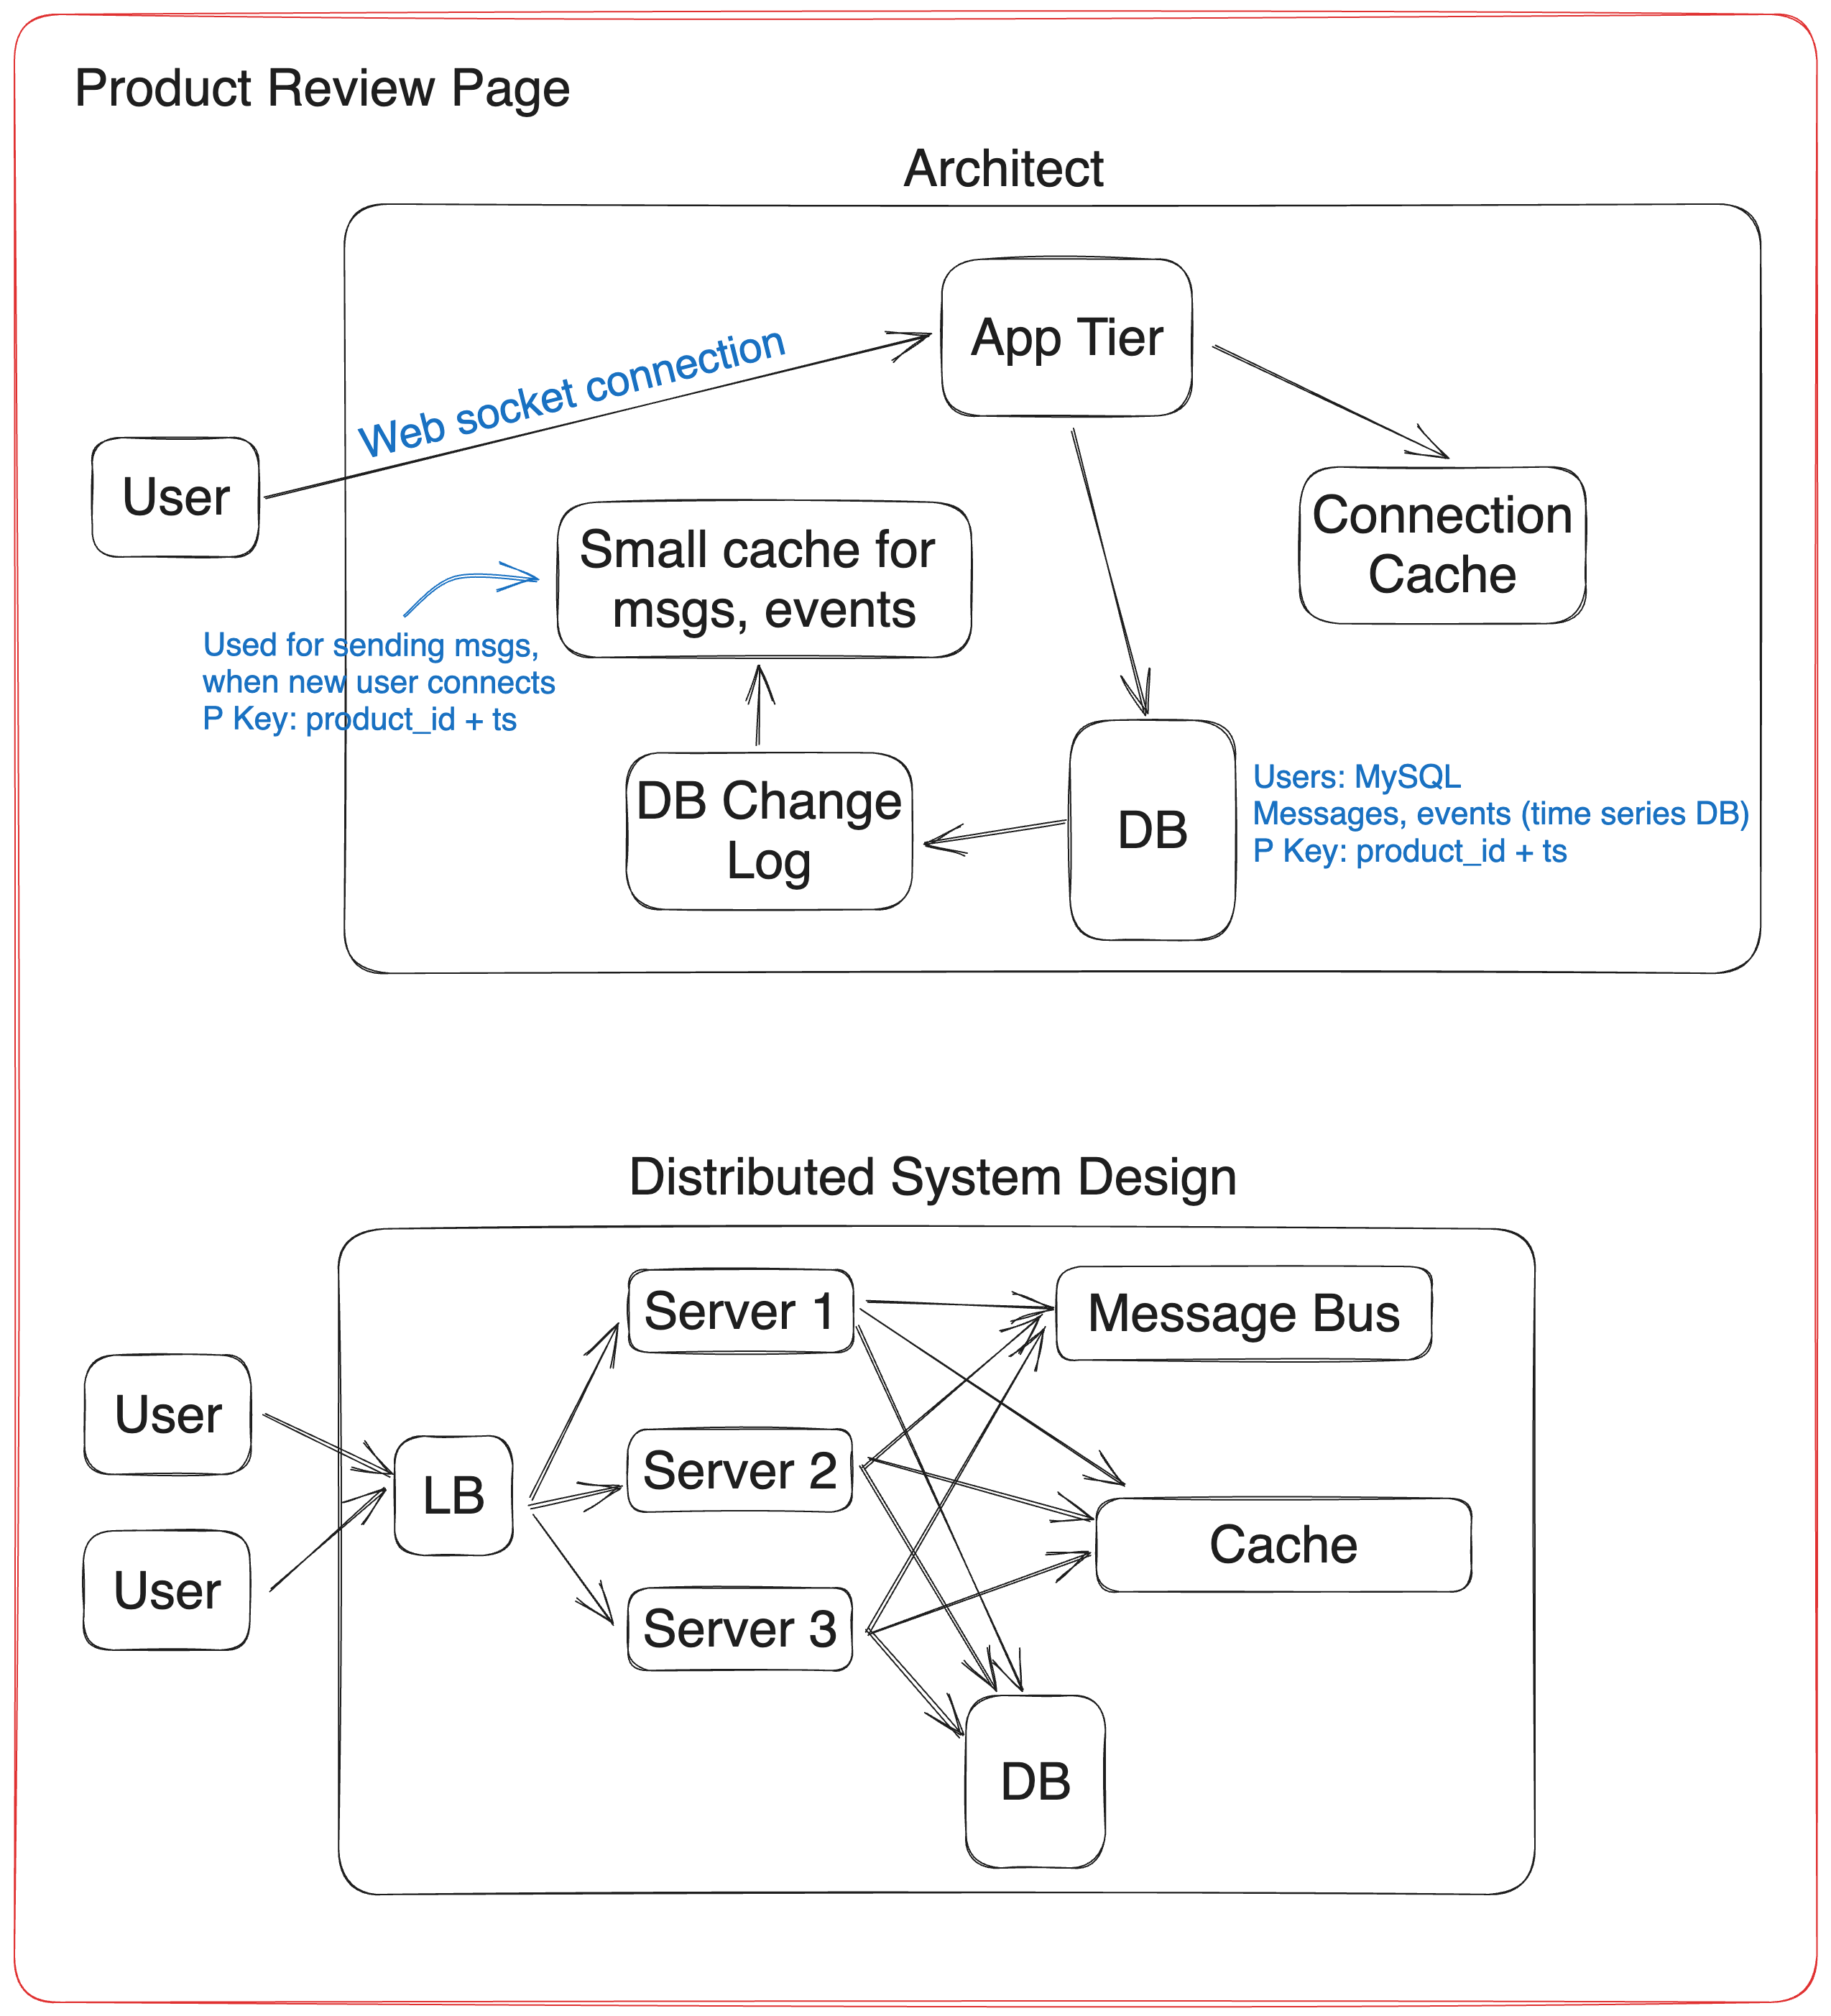 Product Review Page
Architect
App Tier
Web socket connection
User
Small cache for
msgs, events
Connection
Cache
Used for sending msgs,
when new user connects
P Key: product_id + ts
DB Change
Log
DB
Users: MySQL
Messages, events (time series DB)
P Key: product_id + ts
Distributed System Design
Server 1
Message Bus
User
Server 2
LB
Cache
User
Server 3
DB